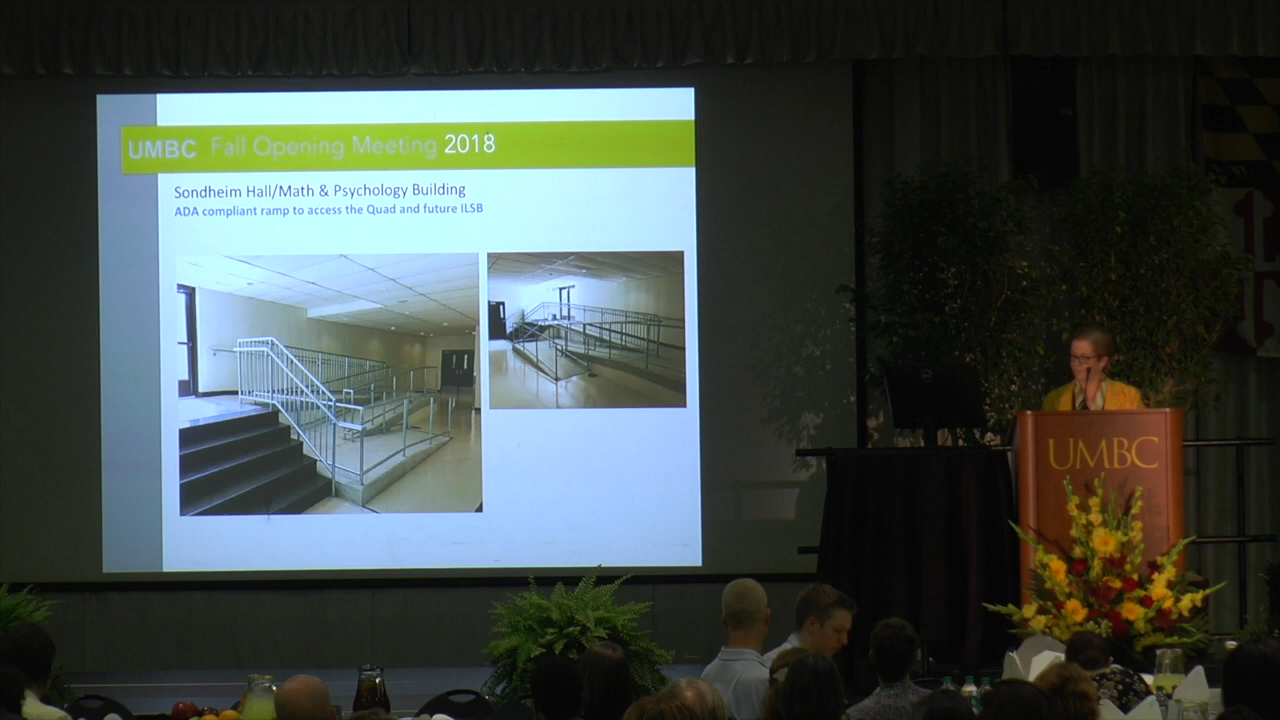 UMBC Fall Opening Meeting 2018
Sondheim Hall/Math & Psychology Building
ADA compliant ramp to access the Quad and future ILSB
UMBC